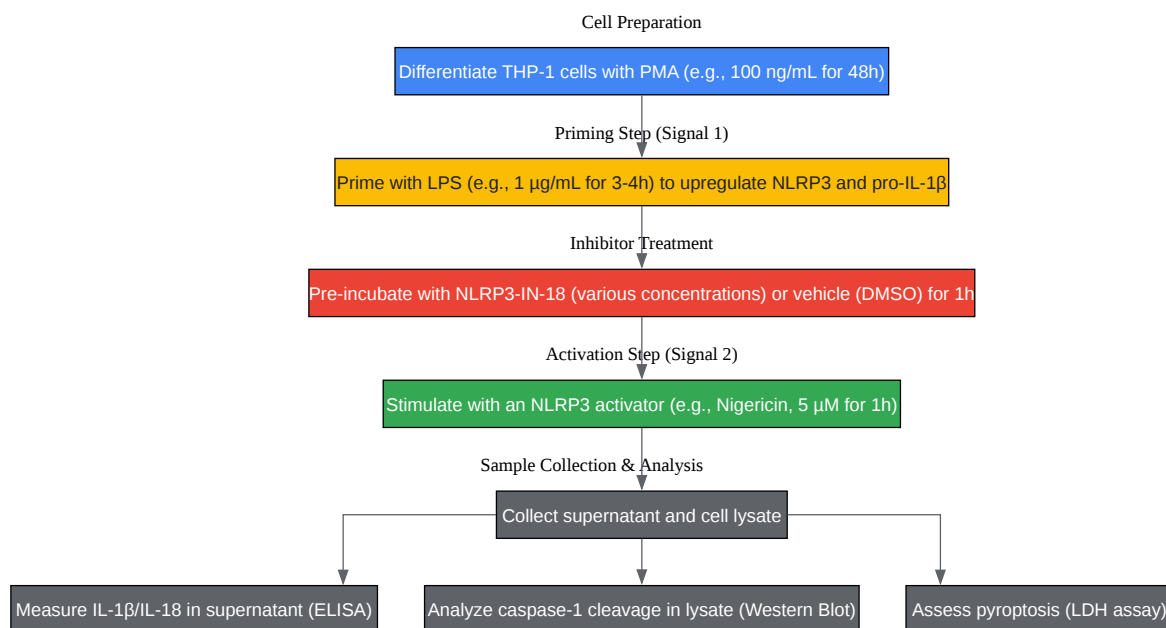 Cell Preparation
Differentiate THP-1 cells with PMA (e.g., 100 ng/mL for 48h)
Priming Step (Signal 1)
Prime with LPS (e.g., 1 µg/mL for 3-4h) to upregulate NLRP3 and pro-IL-1β
Inhibitor Treatment
Pre-incubate with NLRP3-IN-18 (various concentrations) or vehicle (DMSO) for 1h
Activation Step (Signal 2)
Stimulate with an NLRP3 activator (e.g., Nigericin, 5 µM for 1h)
Sample Collection & Analysis
Collect supernatant and cell lysate
Measure IL-1β/IL-18 in supernatant (ELISA)
Analyze caspase-1 cleavage in lysate (Western Blot)
Assess pyroptosis (LDH assay)